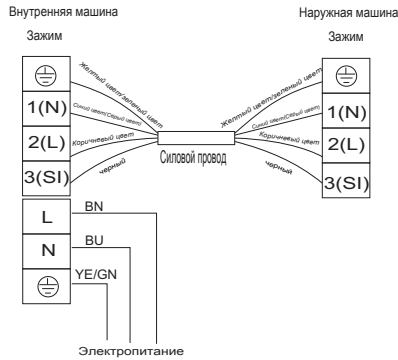 Внутренняя машина
Наружная машина
Зажим
Зажим
Желтый цвет/зеленый цвет
Желтый цвет/зеленый цвет
1(N)
Синий цвет(Серый цвет)
Синий цвет(Серый цвет)
1(N)
2(L)
Коричневый цвет
Коричневый цвет
2(L)
Силовой провод
3(SI)
черный
черный
3(SI)
L
BN
N
BU
YE/GN
Электропитание